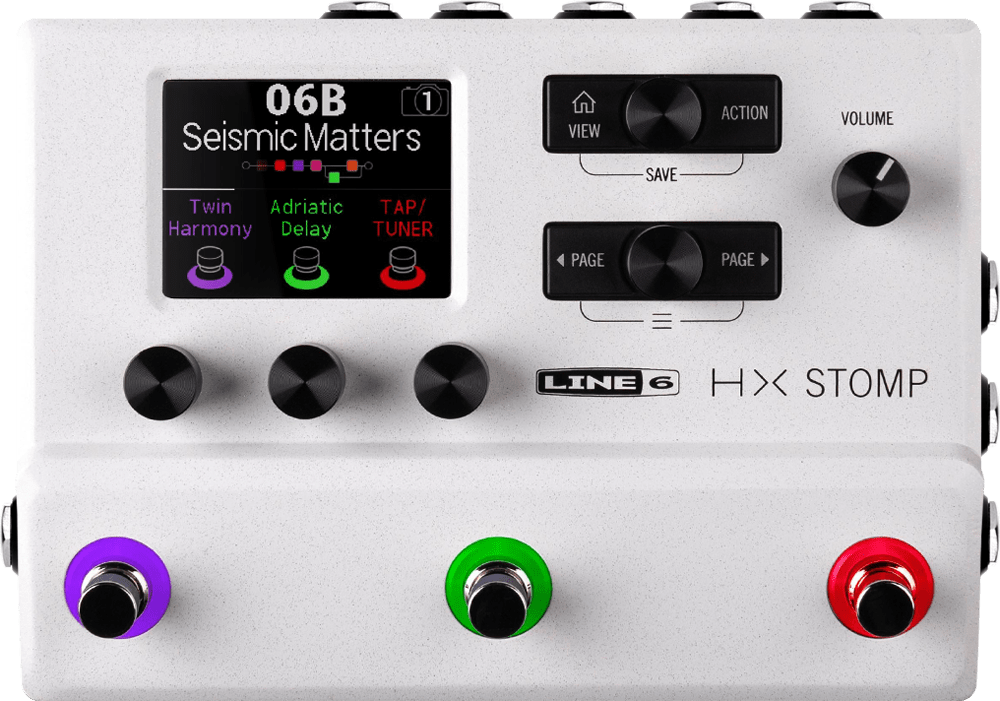 06B
1
Seismic Matters
Twin
Harmony
Adriatic
Delay
TAP/
TUNER
VIEW
ACTION
SAVE
VOLUME
PAGE
PAGE
LINE 6
HX STOMP